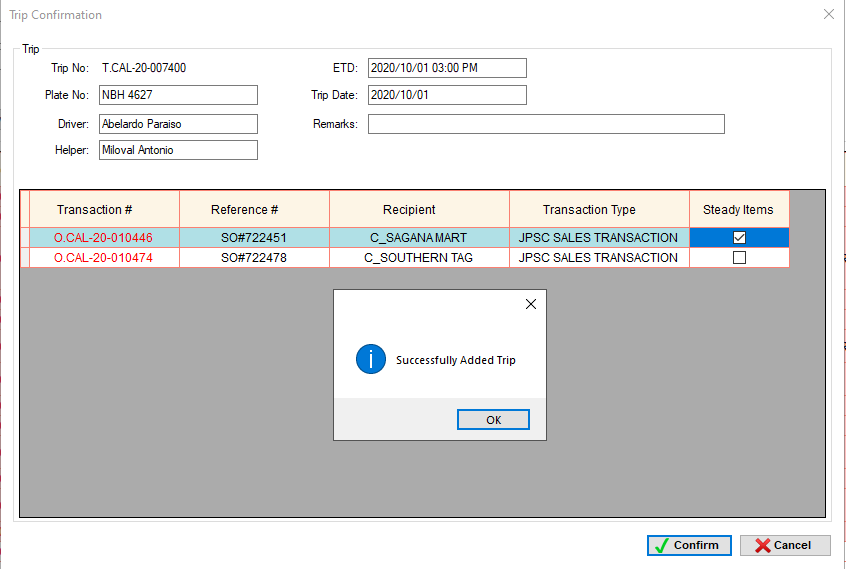 Trip Confirmation
Trip
Trip No: T.CAL-20-007400 ETD: 2020/10/01 03:00 PM
Plate No: NBH 4627 Trip Date: 2020/10/01
Driver: Abelardo Paraiso Remarks:
Helper: Miloval Antonio
Transaction # Reference # Recipient Transaction Type Steady Items
O.CAL-20-010446 SO#722451 C_SAGANA MART JPSC SALES TRANSACTION
O.CAL-20-010474 SO#722478 C_SOUTHERN TAG JPSC SALES TRANSACTION
Successfully Added Trip
OK
Confirm Cancel